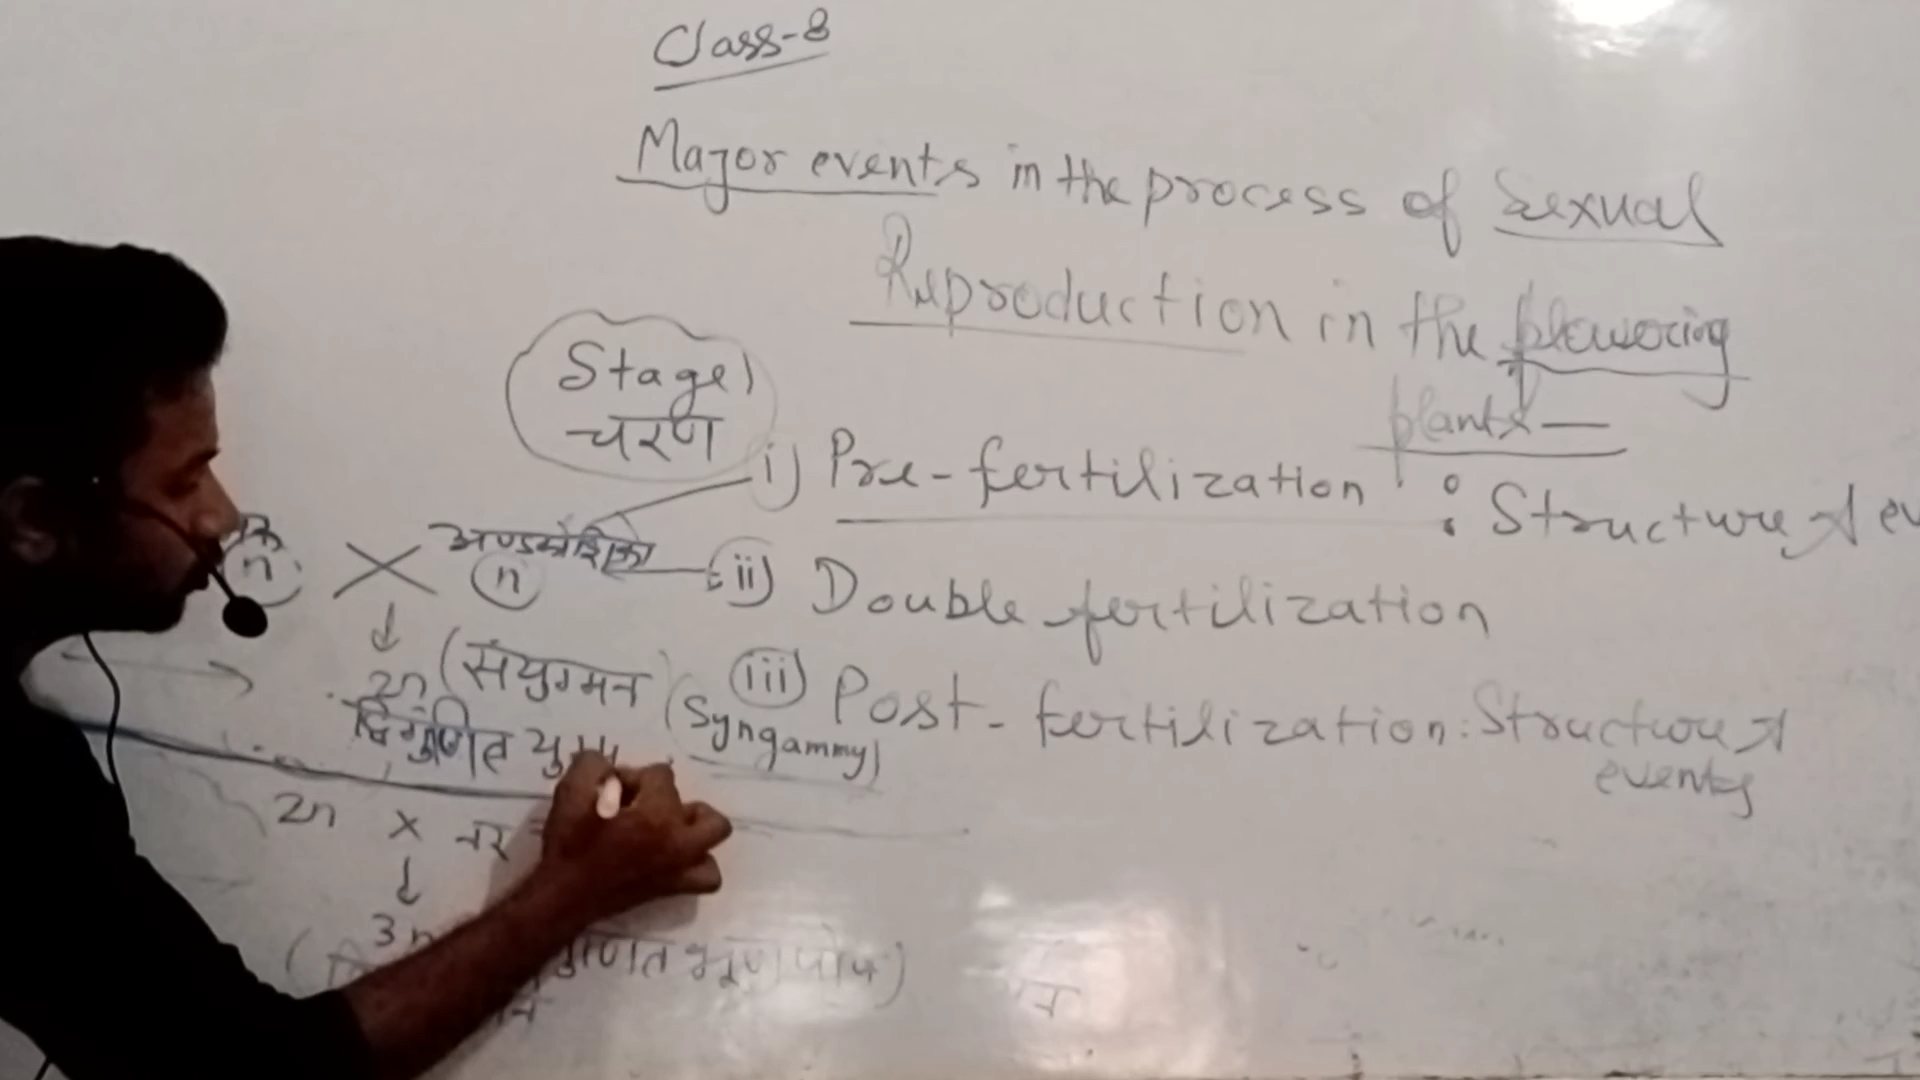 Class-8
Major events in the process of Sexual
Reproduction in the flowering
plants—
Stage)
चरण
i) Pre-fertilization : Structure &
अण्डकोशिका
n × n
ii) Double fertilization
↓
2n (संयुग्मन (Syngammy)
iii) Post-fertilization: Structure &
events
द्विगुणित
2n × नर
↓
3n